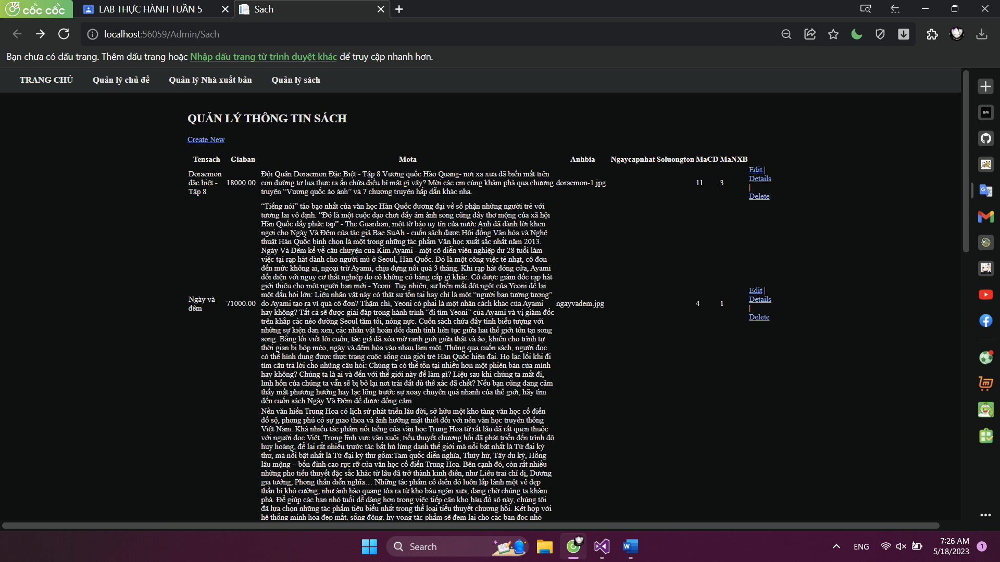 cốc cốc
LAB THỰC HÀNH TUẦN 5
Sach
localhost:56059/Admin/Sach
Bạn chưa có dấu trang. Thêm dấu trang hoặc Nhập dấu trang từ trình duyệt khác để truy cập nhanh hơn.
TRANG CHỦ Quản lý chủ đề Quản lý Nhà xuất bản Quản lý sách
QUẢN LÝ THÔNG TIN SÁCH
Create New
Tensach Giaban Mota Anhbia Ngaycapnhat Soluongton MaCD MaNXB
Doraemon
đặc biệt -
Tập 8
18000.00
Đội Quân Doraemon Đặc Biệt - Tập 8 Vương quốc Hào Quang- nơi xa xưa đã biến mất trên
con đường tơ lụa thực ra ẩn chứa điều bí mật gì vậy? Mời các em cùng khám phá qua chương
truyện “Vương quốc ảo ảnh” và 7 chương truyện hấp dẫn khác nha.
doraemon-1.jpg
11
3
Edit |
Details
|
Delete
Ngày và
đêm
71000.00
“Tiếng nói” táo bạo nhất của văn học Hàn Quốc đương đại về số phận những người trẻ với
tương lai vô định. “Đó là một cuộc dạo chơi đầy ám ảnh song cũng đầy thơ mộng của xã hội
Hàn Quốc đầy phức tạp” - The Guardian, một tờ báo uy tín của nước Anh đã dành lời khen
ngợi cho Ngày Và Đêm của tác giả Bae SuAh - cuốn sách được Hội đồng Văn hóa và Nghệ
thuật Hàn Quốc bình chọn là một trong những tác phẩm Văn học xuất sắc nhất năm 2013.
Ngày Và Đêm kể về câu chuyện của Kim Ayami - một cô diễn viên nghiệp dư 28 tuổi làm
việc tại rạp hát dành cho người mù ở Seoul, Hàn Quốc. Đó là một công việc tẻ nhạt, cô đơn
đến mức không ai, ngoại trừ Ayami, chịu đựng nổi quá 3 tháng. Khi rạp hát đóng cửa, Ayami
đối diện với nguy cơ thất nghiệp do cô không có bằng cấp gì khác. Cô được giám đốc rạp hát
giới thiệu cho một người bạn mới - Yeoni. Tuy nhiên, sự biến mất đột ngột của Yeoni để lại
một dấu hỏi lớn: Liệu nhân vật này có thật sự tồn tại hay chỉ là một “người bạn tưởng tượng”
do Ayami tạo ra vì quá cô đơn? Thậm chí, Yeoni có phải là một nhân cách khác của Ayami
hay không? Tất cả sẽ được giải đáp trong hành trình “đi tìm Yeoni” của Ayami và vị giám đốc
trên khắp các nẻo đường Seoul tăm tối, nóng nực. Cuốn sách chứa đầy tính biểu tượng với
những sự kiện đan xen, các nhân vật hoán đổi danh tính liên tục giữa hai thế giới tồn tại song
song. Bằng lối viết lôi cuốn, tác giả đã xóa mờ ranh giới giữa thật và ảo, khiến cho trình tự
thời gian bị bóp méo, ngày và đêm hòa vào nhau làm một. Thông qua cuốn sách, người đọc
có thể hình dung được thực trạng cuộc sống của giới trẻ Hàn Quốc hiện đại. Họ lạc lối khi đi
tìm câu trả lời cho những câu hỏi: Chúng ta có thể tồn tại nhiều hơn một phiên bản của mình
hay không? Chúng ta là ai và đến với thế giới này để làm gì? Liệu sau khi chúng ta mất đi,
linh hồn của chúng ta vẫn sẽ bị bỏ lại nơi trái đất dù thể xác đã chết? Nếu bạn cũng đang cảm
thấy mất phương hướng hay lạc lõng trước sự xoay chuyển quá nhanh của thế giới, hãy tìm
đến cuốn sách Ngày Và Đêm để được đồng cảm
ngayvadem.jpg
4
1
Edit |
Details
|
Delete
Nền văn hiến Trung Hoa có lịch sử phát triển lâu đời, sở hữu một kho tàng văn học cổ điển
đồ sộ, phong phú có sự giao thoa và ảnh hưởng mật thiết đối với nền văn học truyền thống
Việt Nam. Khá nhiều tác phẩm nổi tiếng của văn học Trung Hoa từ rất lâu đã rất quen thuộc
với người đọc Việt. Trong lĩnh vực văn xuôi, tiểu thuyết chương hồi đã phát triển đến trình độ
huy hoàng, để lại rất nhiều trước tác bất hủ lừng danh thế giới mà nổi bật nhất là Tứ đại kỳ
thư, mà nổi bật nhất là Tứ đại kỳ thư gồm:Tam quốc diễn nghĩa, Thủy hử, Tây du ký, Hồng
lâu mộng – bốn đỉnh cao rực rỡ của văn học cổ điển Trung Hoa. Bên cạnh đó, còn rất nhiều
những pho tiểu thuyết đặc sắc khác từ lâu đã trở thành kinh điển, như Liêu trai chí dị, Dương
gia tướng, Phong thần diễn nghĩa… Những tác phẩm cổ điển đó luôn lấp lánh một vẻ đẹp
thần bí khó cưỡng, như ánh hào quang tỏa ra từ kho báu ngàn xưa, đang chờ chúng ta khám
phá. Để giúp các bạn nhỏ tuổi dễ dàng hơn trong việc tiếp cận kho báu đồ sộ này, chúng tôi
đã lựa chọn những tác phẩm tiêu biểu nhất trong thể loại tiểu thuyết chương hồi. Kết hợp với
hệ thống minh họa đẹp mắt, sống động, hy vọng tác phẩm sẽ đem lại cho các bạn đọc nhỏ
Search
ENG
7:26 AM
5/18/2023
1